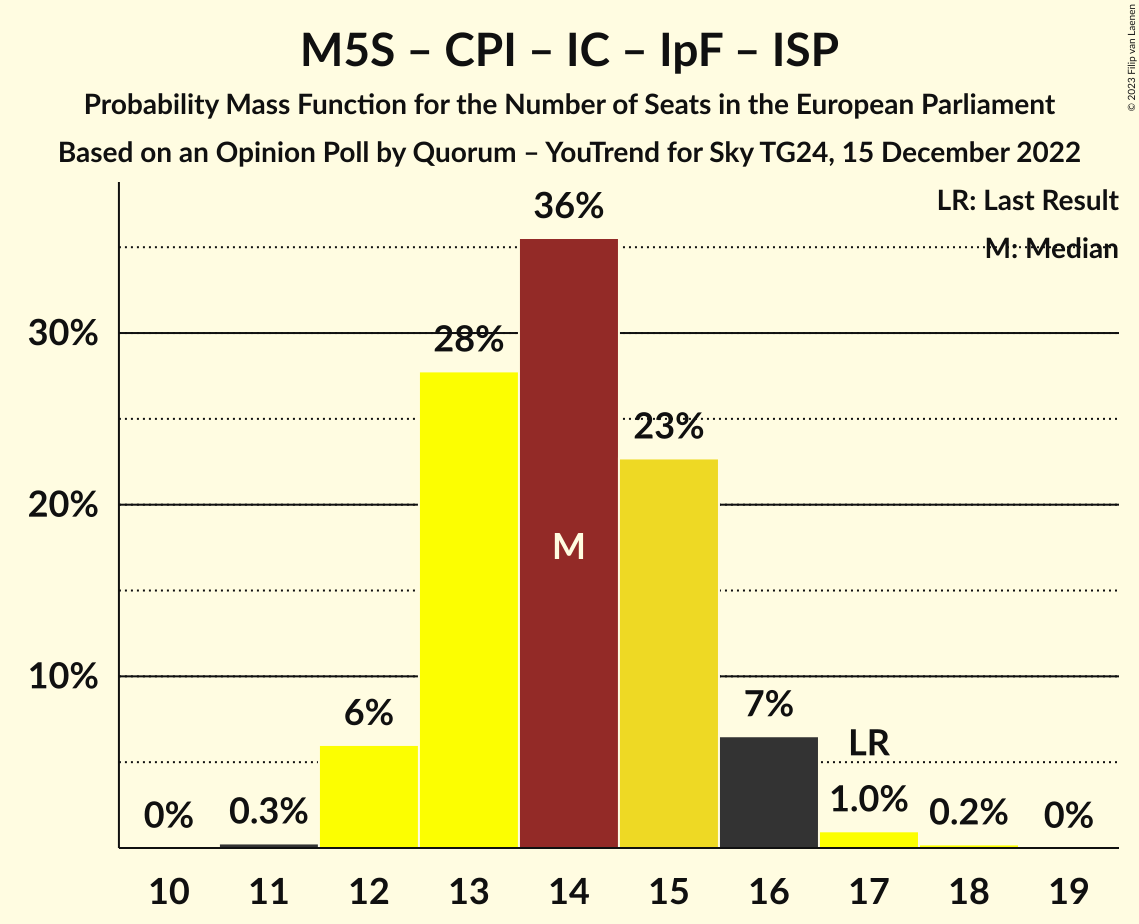 M5S – CPI – IC – IpF – ISP
Probability Mass Function for the Number of Seats in the European Parliament
Based on an Opinion Poll by Quorum – YouTrend for Sky TG24, 15 December 2022
© 2023 Filip van Laenen
LR: Last Result
M: Median
30%
20%
10%
0%
0.3%
6%
28%
36%
M
23%
7%
LR
1.0%
0.2%
0%
10 11 12 13 14 15 16 17 18 19